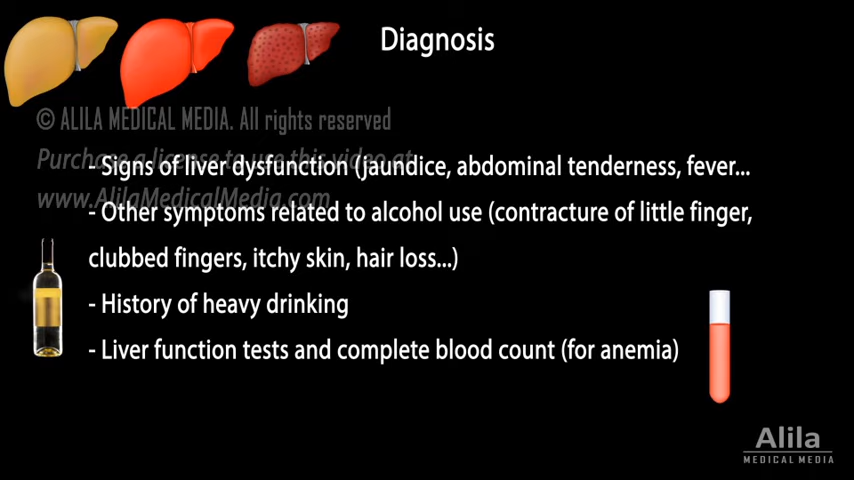 Diagnosis
© ALILA MEDICAL MEDIA. All rights reserved
Purchase a license to use this video at
www.AlilaMedicalMedia.com
- Signs of liver dysfunction (jaundice, abdominal tenderness, fever...
- Other symptoms related to alcohol use (contracture of little finger,
clubbed fingers, itchy skin, hair loss...)
- History of heavy drinking
- Liver function tests and complete blood count (for anemia)
Alila
MEDICAL MEDIA